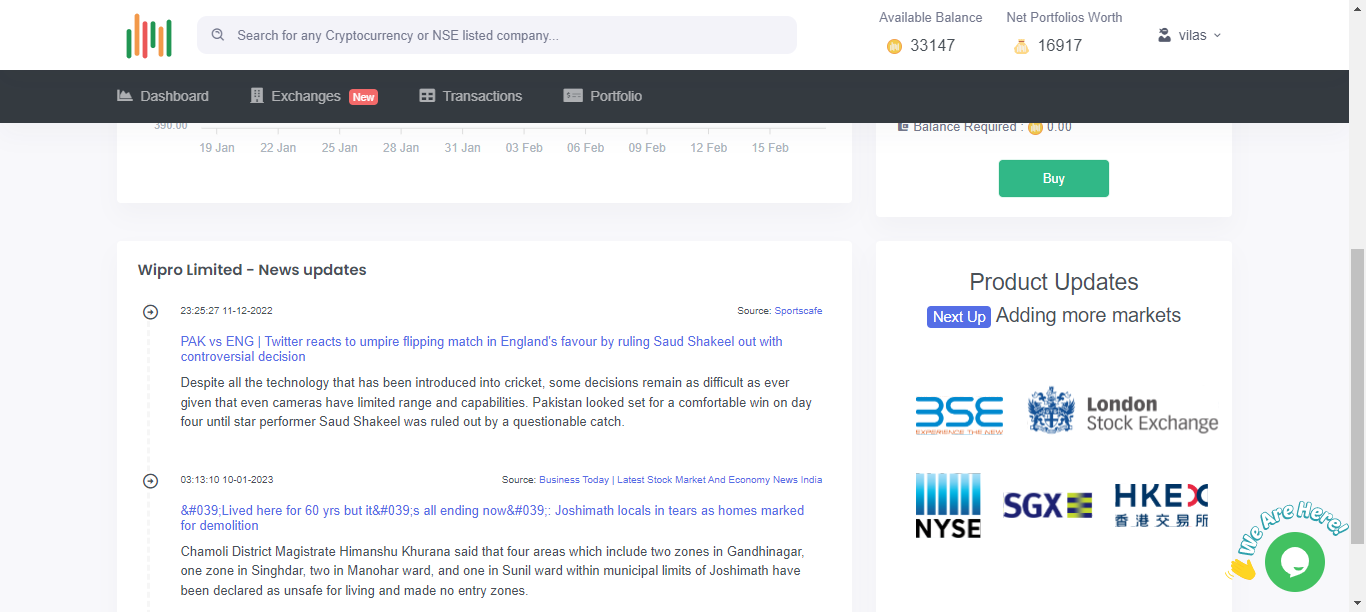 Search for any Cryptocurrency or NSE listed company...
Available Balance
33147
Net Portfolios Worth
16917
vilas
Dashboard
Exchanges New
Transactions
Portfolio
390.00
19 Jan 22 Jan 25 Jan 28 Jan 31 Jan 03 Feb 06 Feb 09 Feb 12 Feb 15 Feb
Balance Required : 0.00
Buy
Wipro Limited - News updates
23:25:27 11-12-2022
Source: Sportscafe
PAK vs ENG | Twitter reacts to umpire flipping match in England's favour by ruling Saud Shakeel out with
controversial decision
Despite all the technology that has been introduced into cricket, some decisions remain as difficult as ever
given that even cameras have limited range and capabilities. Pakistan looked set for a comfortable win on day
four until star performer Saud Shakeel was ruled out by a questionable catch.
03:13:10 10-01-2023
Source: Business Today | Latest Stock Market And Economy News India
&#039;Lived here for 60 yrs but it&#039;s all ending now&#039;: Joshimath locals in tears as homes marked
for demolition
Chamoli District Magistrate Himanshu Khurana said that four areas which include two zones in Gandhinagar,
one zone in Singhdar, two in Manohar ward, and one in Sunil ward within municipal limits of Joshimath have
been declared as unsafe for living and made no entry zones.
Product Updates
Next Up Adding more markets
BSE
EXPERIENCE THE NEW
London
Stock Exchange
NYSE
SGX
HKEX
香港交易所
We Are Here!